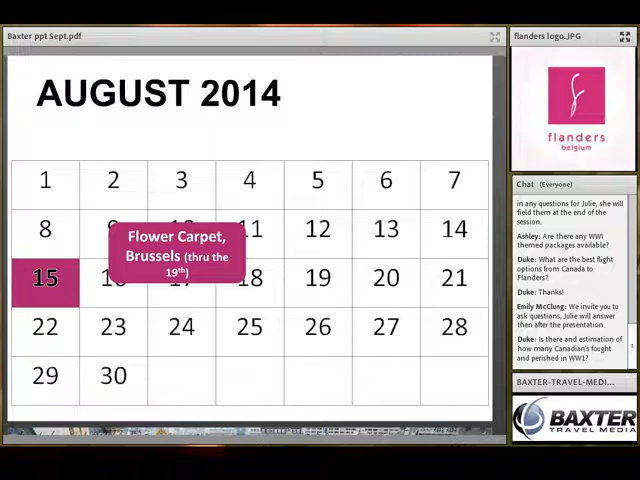 Baxter ppt Sept.pdf
AUGUST 2014
1 2 3 4 5 6 7
8 9 10 11 12 13 14
Flower Carpet,
Brussels (thru the
19th)
15 16 17 18 19 20 21
22 23 24 25 26 27 28
29 30
flanders logo.JPG
flanders
belgium
Chat (Everyone)
in any questions for Julie, she will
field them at the end of the
session.
Ashley: Are there any WWI
themed packages available?
Duke: What are the best flight
options from Canada to
Flanders?
Duke: Thanks!
Emily McClung: We invite you to
ask questions, Julie will answer
then after the presentation.
Duke: Is there and estimation of
how many Canadian's fought
and perished in WW1?
BAXTER-TRAVEL-MEDI...
BAXTER
TRAVEL MEDIA